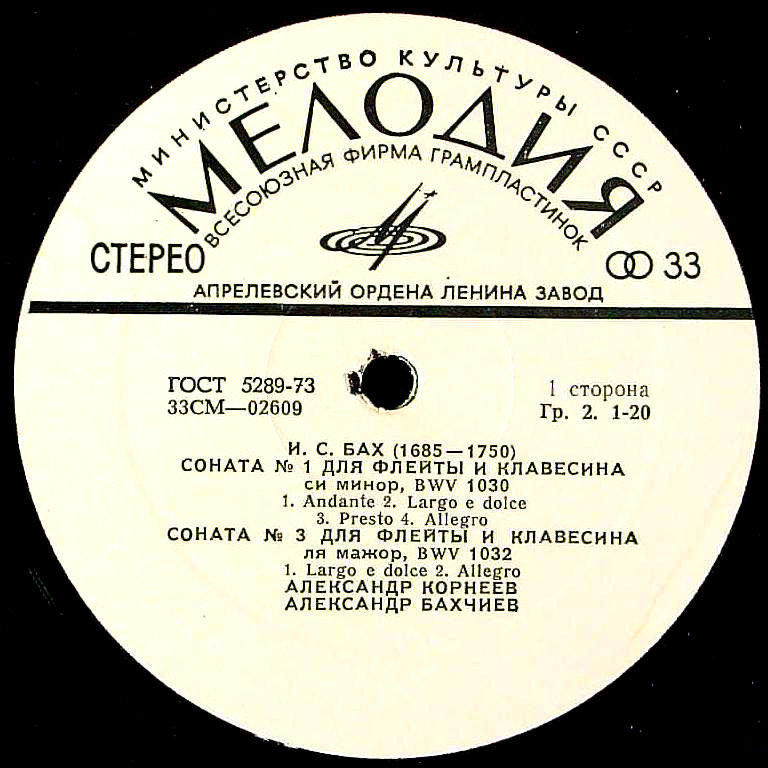 МИНИСТЕРСТВО КУЛЬТУРЫ СССР
МЕЛОДИЯ
ВСЕСОЮЗНАЯ ФИРМА ГРАМПЛАСТИНОК
СТЕРЕО
33
АПРЕЛЕВСКИЙ ОРДЕНА ЛЕНИНА ЗАВОД
ГОСТ 5289-73
1 сторона
33СМ—02609
Гр. 2. 1-20
И. С. БАХ (1685—1750)
СОНАТА № 1 ДЛЯ ФЛЕЙТЫ И КЛАВЕСИНА
си минор, BWV 1030
1. Andante 2. Largo e dolce
3. Presto 4. Allegro
СОНАТА № 3 ДЛЯ ФЛЕЙТЫ И КЛАВЕСИНА
ля мажор, BWV 1032
1. Largo e dolce 2. Allegro
АЛЕКСАНДР КОРНЕЕВ
АЛЕКСАНДР БАХЧИЕВ